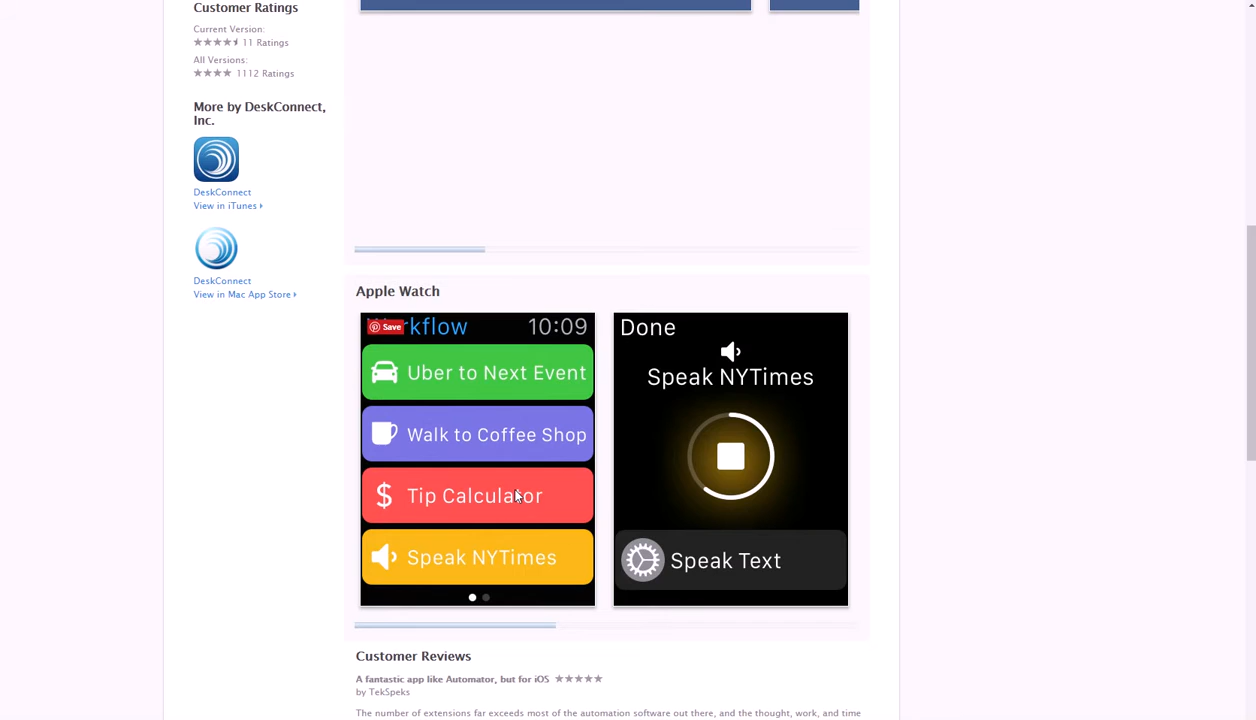 Customer Ratings
Current Version:
11 Ratings
All Versions:
1112 Ratings
More by DeskConnect,
Inc.
DeskConnect
View in iTunes
DeskConnect
View in Mac App Store
Apple Watch
Save
rkflow 10:09
Uber to Next Event
Walk to Coffee Shop
$ Tip Calculator
Speak NYTimes
Done
Speak NYTimes
Speak Text
Customer Reviews
A fantastic app like Automator, but for iOS
by TekSpeks
The number of extensions far exceeds most of the automation software out there, and the thought, work, and time